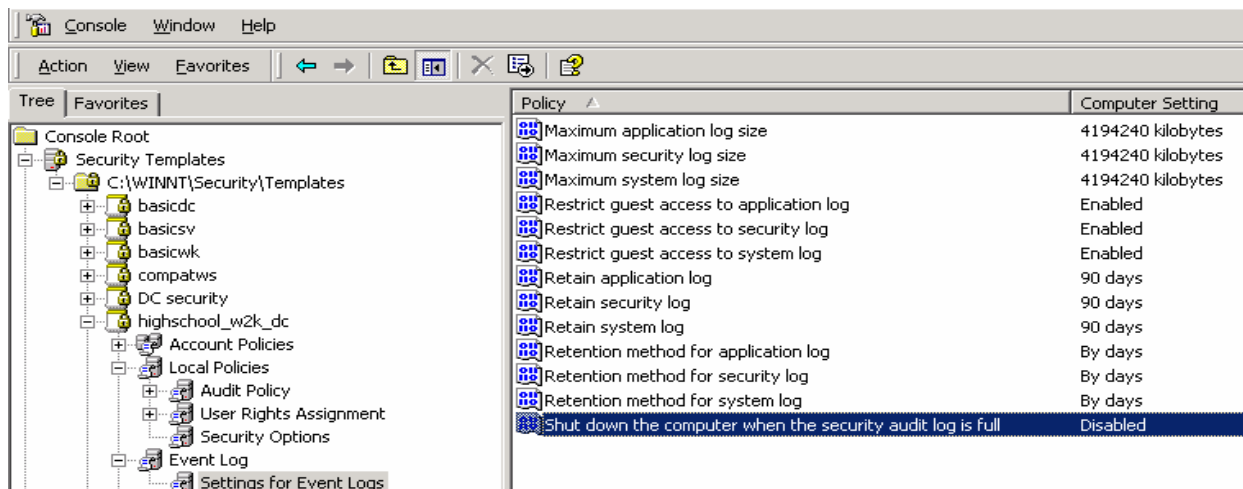 Console Window Help
Action View Favorites
Tree Favorites
Console Root
Security Templates
C:\WINNT\Security\Templates
basicdc
basicsv
basicwk
compatws
DC security
highschool_w2k_dc
Account Policies
Local Policies
Audit Policy
User Rights Assignment
Security Options
Event Log
Settings for Event Logs
Policy Computer Setting
Maximum application log size 4194240 kilobytes
Maximum security log size 4194240 kilobytes
Maximum system log size 4194240 kilobytes
Restrict guest access to application log Enabled
Restrict guest access to security log Enabled
Restrict guest access to system log Enabled
Retain application log 90 days
Retain security log 90 days
Retain system log 90 days
Retention method for application log By days
Retention method for security log By days
Retention method for system log By days
Shut down the computer when the security audit log is full Disabled